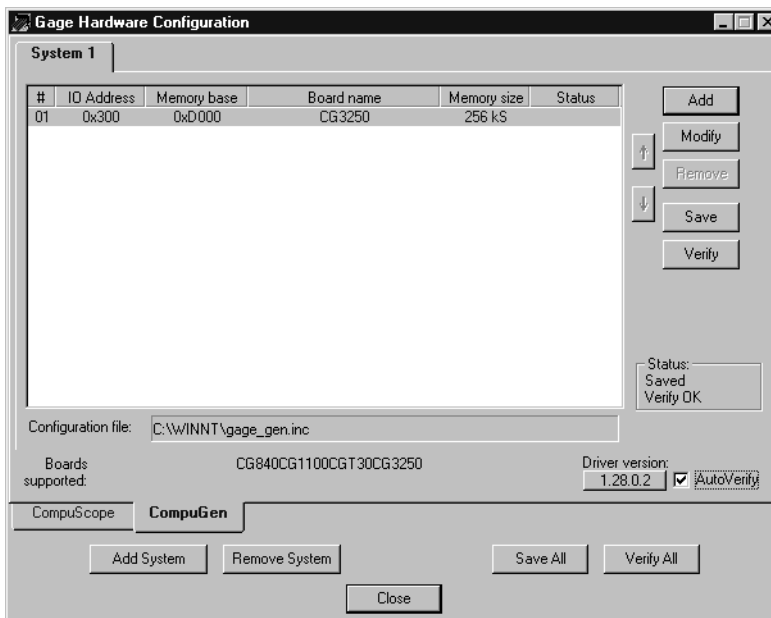 Gage Hardware Configuration
System 1
# IO Address Memory base Board name Memory size Status
01 0x300 0xD000 CG3250 256 kS
Add
Modify
Remove
Save
Verify
Status:
Saved
Verify OK
Configuration file: C:\WINNT\gage_gen.inc
Boards supported: CG840CG1100CGT30CG3250
Driver version:
1.28.0.2 AutoVerify
CompuScope CompuGen
Add System Remove System Save All Verify All
Close